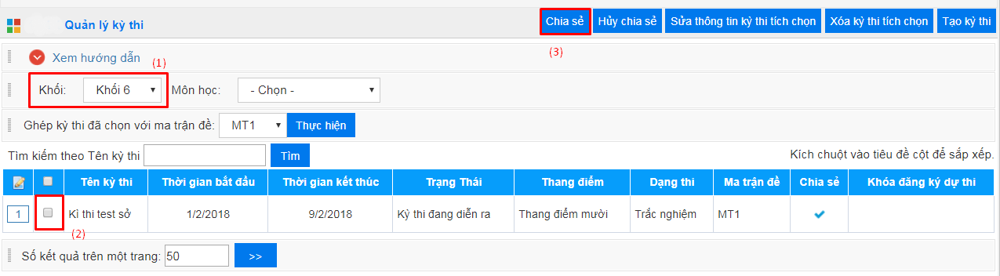 Quản lý kỳ thi Chia sẻ Hủy chia sẻ Sửa thông tin kỳ thi tích chọn Xóa kỳ thi tích chọn Tạo kỳ thi
(3)
Xem hướng dẫn (1)
Khối: Khối 6 Môn học: - Chọn -
Ghép kỳ thi đã chọn với ma trận đề: MT1 Thực hiện
Tìm kiếm theo Tên kỳ thi Tìm Kích chuột vào tiêu đề cột để sắp xếp.
Tên kỳ thi Thời gian bắt đầu Thời gian kết thúc Trạng Thái Thang điểm Dạng thi Ma trận đề Chia sẻ Khóa đăng ký dự thi
1 Kì thi test sở 1/2/2018 9/2/2018 Kỳ thi đang diễn ra Thang điểm mười Trắc nghiệm MT1
(2)
Số kết quả trên một trang: 50 >>